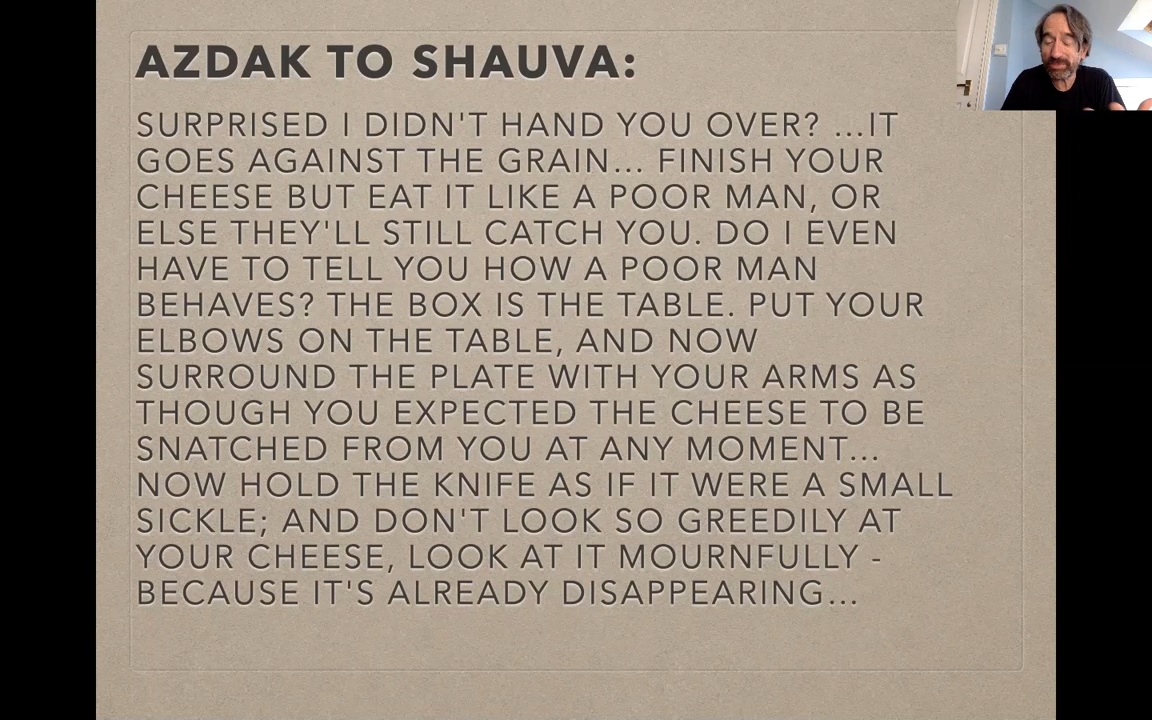 AZDAK TO SHAUVA:
SURPRISED I DIDN'T HAND YOU OVER? ...IT
GOES AGAINST THE GRAIN... FINISH YOUR
CHEESE BUT EAT IT LIKE A POOR MAN, OR
ELSE THEY'LL STILL CATCH YOU. DO I EVEN
HAVE TO TELL YOU HOW A POOR MAN
BEHAVES? THE BOX IS THE TABLE. PUT YOUR
ELBOWS ON THE TABLE, AND NOW
SURROUND THE PLATE WITH YOUR ARMS AS
THOUGH YOU EXPECTED THE CHEESE TO BE
SNATCHED FROM YOU AT ANY MOMENT...
NOW HOLD THE KNIFE AS IF IT WERE A SMALL
SICKLE; AND DON'T LOOK SO GREEDILY AT
YOUR CHEESE, LOOK AT IT MOURNFULLY -
BECAUSE IT'S ALREADY DISAPPEARING...